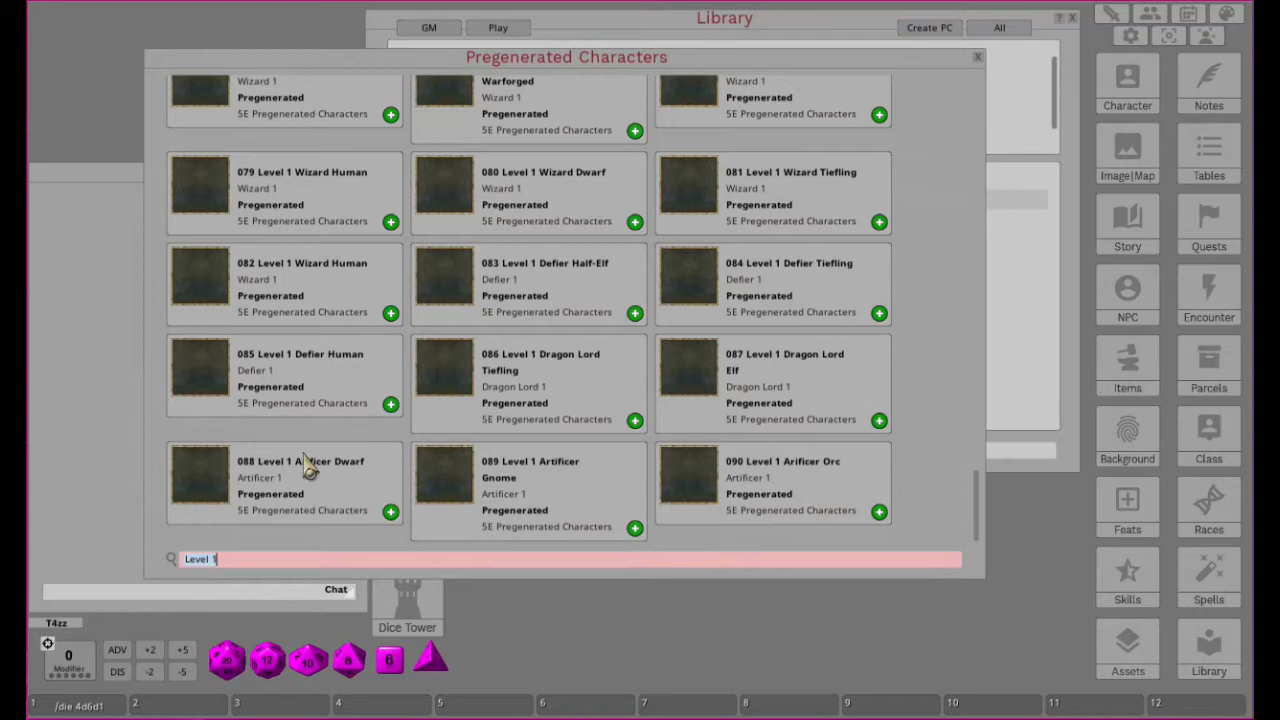 Library
? X
GM
Play
Create PC
All
Pregenerated Characters
X
Wizard 1
Pregenerated
5E Pregenerated Characters
Warforged
Wizard 1
Pregenerated
5E Pregenerated Characters
Wizard 1
Pregenerated
5E Pregenerated Characters
079 Level 1 Wizard Human
Wizard 1
Pregenerated
5E Pregenerated Characters
080 Level 1 Wizard Dwarf
Wizard 1
Pregenerated
5E Pregenerated Characters
081 Level 1 Wizard Tiefling
Wizard 1
Pregenerated
5E Pregenerated Characters
082 Level 1 Wizard Human
Wizard 1
Pregenerated
5E Pregenerated Characters
083 Level 1 Defier Half-Elf
Defier 1
Pregenerated
5E Pregenerated Characters
084 Level 1 Defier Tiefling
Defier 1
Pregenerated
5E Pregenerated Characters
085 Level 1 Defier Human
Defier 1
Pregenerated
5E Pregenerated Characters
086 Level 1 Dragon Lord
Tiefling
Dragon Lord 1
Pregenerated
5E Pregenerated Characters
087 Level 1 Dragon Lord
Elf
Dragon Lord 1
Pregenerated
5E Pregenerated Characters
088 Level 1 Dwarf
Artificer 1
Pregenerated
5E Pregenerated Characters
089 Level 1 Artificer
Gnome
Artificer 1
Pregenerated
5E Pregenerated Characters
090 Level 1 Arificer Orc
Artificer 1
Pregenerated
5E Pregenerated Characters
Level 1
Character
Notes
Image|Map
Tables
Story
Quests
NPC
Encounter
Items
Parcels
Background
Class
Feats
Races
Skills
Spells
Assets
Library
Chat
T4zz
Dice Tower
0
Modifier
ADV
+2
+5
DIS
-2
-5
20
12
10
8
6
1 /die 4d6d1
2
3
4
5
6
7
8
9
10
11
12